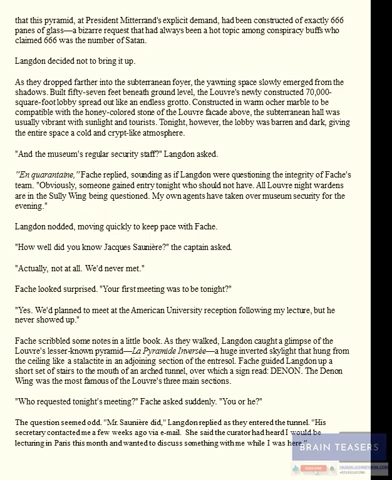 that this pyramid, at President Mitterrand's explicit demand, had been constructed of exactly 666
panes of glass—a bizarre request that had always been a hot topic among conspiracy buffs who
claimed 666 was the number of Satan.
Langdon decided not to bring it up.
As they dropped farther into the subterranean foyer, the yawning space slowly emerged from the
shadows. Built fifty-seven feet beneath ground level, the Louvre's newly constructed 70,000-
square-foot lobby spread out like an endless grotto. Constructed in warm ocher marble to be
compatible with the honey-colored stone of the Louvre facade above, the subterranean hall was
usually vibrant with sunlight and tourists. Tonight, however, the lobby was barren and dark, giving
the entire space a cold and crypt-like atmosphere.
"And the museum's regular security staff?" Langdon asked.
"En quarantaine," Fache replied, sounding as if Langdon were questioning the integrity of Fache's
team. "Obviously, someone gained entry tonight who should not have. All Louvre night wardens
are in the Sully Wing being questioned. My own agents have taken over museum security for the
evening."
Langdon nodded, moving quickly to keep pace with Fache.
"How well did you know Jacques Saunière?" the captain asked.
"Actually, not at all. We'd never met."
Fache looked surprised. "Your first meeting was to be tonight?"
"Yes. We'd planned to meet at the American University reception following my lecture, but he
never showed up."
Fache scribbled some notes in a little book. As they walked, Langdon caught a glimpse of the
Louvre's lesser-known pyramid—La Pyramide Inversée—a huge inverted skylight that hung from
the ceiling like a stalactite in an adjoining section of the entresol. Fache guided Langdon up a
short set of stairs to the mouth of an arched tunnel, over which a sign read: DENON. The Denon
Wing was the most famous of the Louvre's three main sections.
"Who requested tonight's meeting?" Fache asked suddenly. "You or he?"
The question seemed odd. "Mr. Saunière did," Langdon replied as they entered the tunnel. "His
secretary contacted me a few weeks ago via e-mail. She said the curator had heard I would be
lecturing in Paris this month and wanted to discuss something with me while I was here."
BRAIN TEASERS